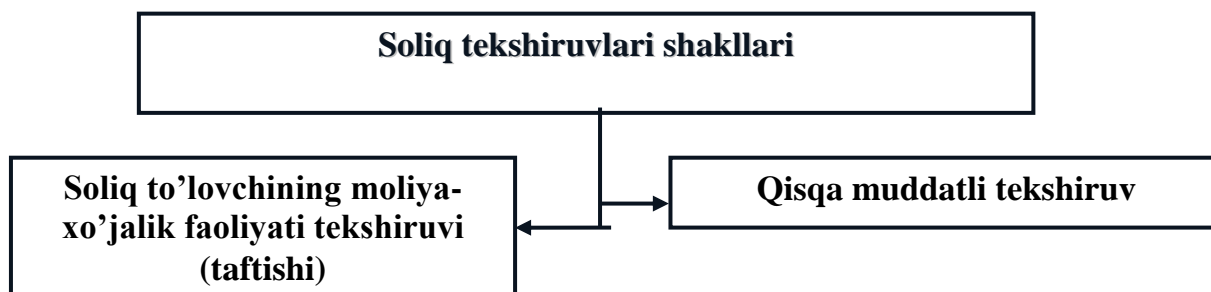 Soliq tekshiruvlari shakllari
Soliq to’lovchining moliya-
xo’jalik faoliyati tekshiruvi
(taftishi)
Qisqa muddatli tekshiruv